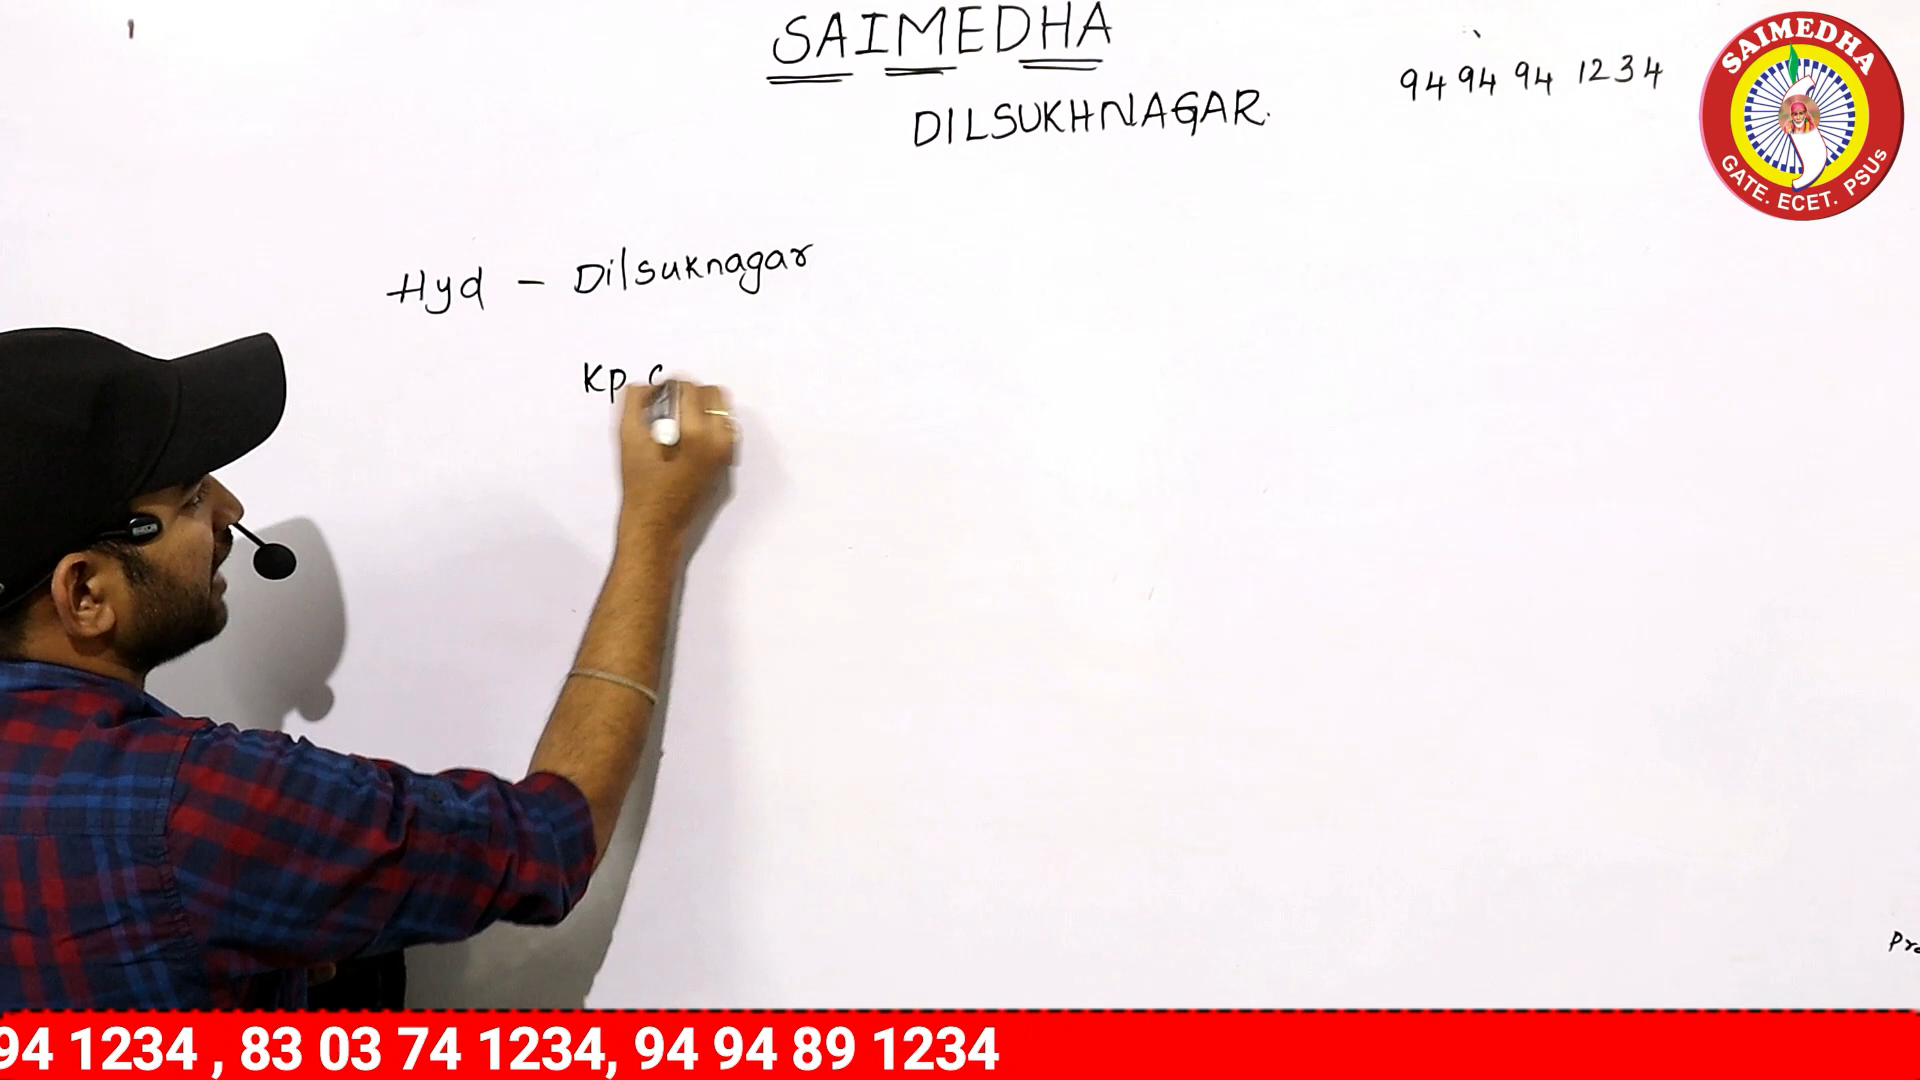 SAIMEDHA
DILSUKHNAGAR.
94 94 94 1234
SAIMEDHA
GATE. ECET. PSUs
Hyd - Dilsuknagar
Kp
94 1234 , 83 03 74 1234, 94 94 89 1234